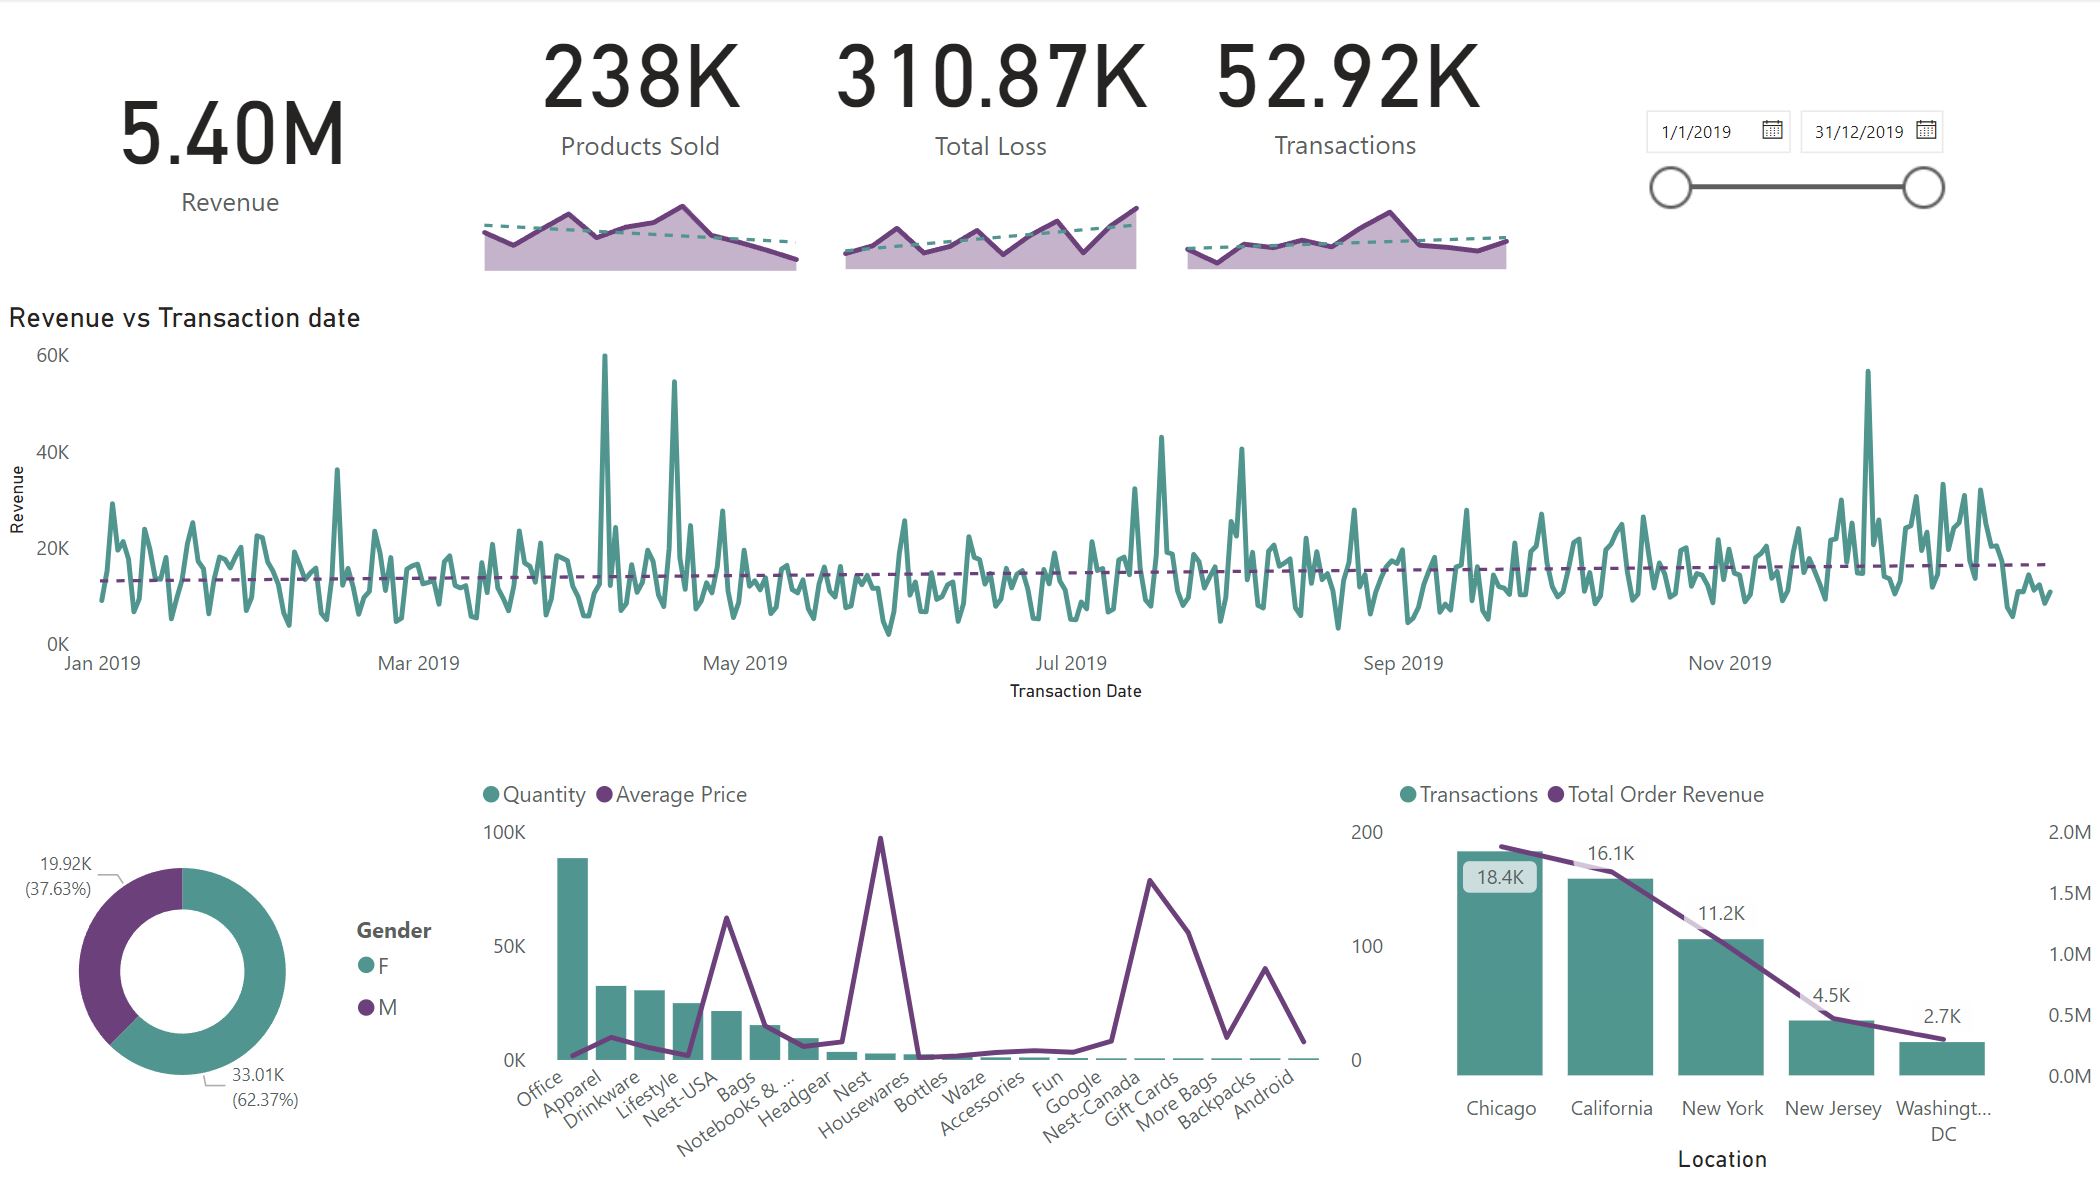 5.40M
Revenue
238K
Products Sold
310.87K
Total Loss
52.92K
Transactions
1/1/2019
31/12/2019
Revenue vs Transaction date
60K
40K
20K
0K
Revenue
Jan 2019
Mar 2019
May 2019
Jul 2019
Sep 2019
Nov 2019
Transaction Date
19.92K
(37.63%)
33.01K
(62.37%)
Gender
F
M
Quantity
Average Price
100K
50K
0K
200
100
0
Office
Apparel
Drinkware
Lifestyle
Nest-USA
Bags
Notebooks & ...
Headgear
Nest
Housewares
Bottles
Waze
Accessories
Fun
Google
Nest-Canada
Gift Cards
More Bags
Backpacks
Android
Transactions
Total Order Revenue
18.4K
16.1K
11.2K
4.5K
2.7K
2.0M
1.5M
1.0M
0.5M
0.0M
Chicago
California
New York
New Jersey
Washingt...
DC
Location